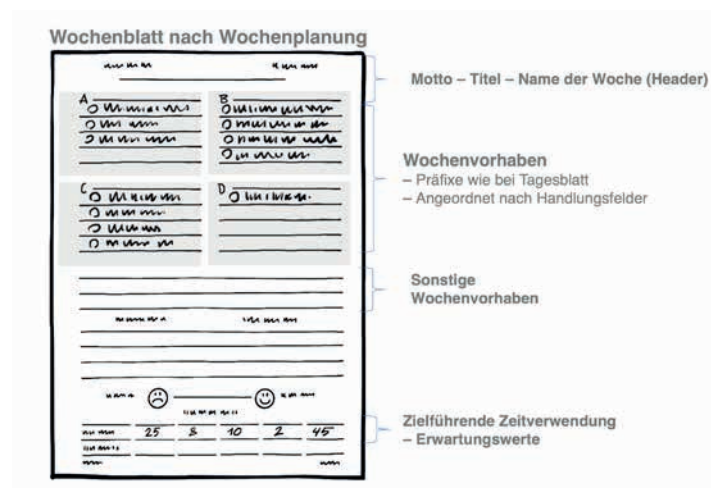 Wochenblatt nach Wochenplanung
Motto – Titel – Name der Woche (Header)
A
B
Wochenvorhaben
– Präfixe wie bei Tagesblatt
– Angeordnet nach Handlungsfelder
C
D
Sonstige
Wochenvorhaben
Zielführende Zeitverwendung
– Erwartungswerte
25 8 10 2 45